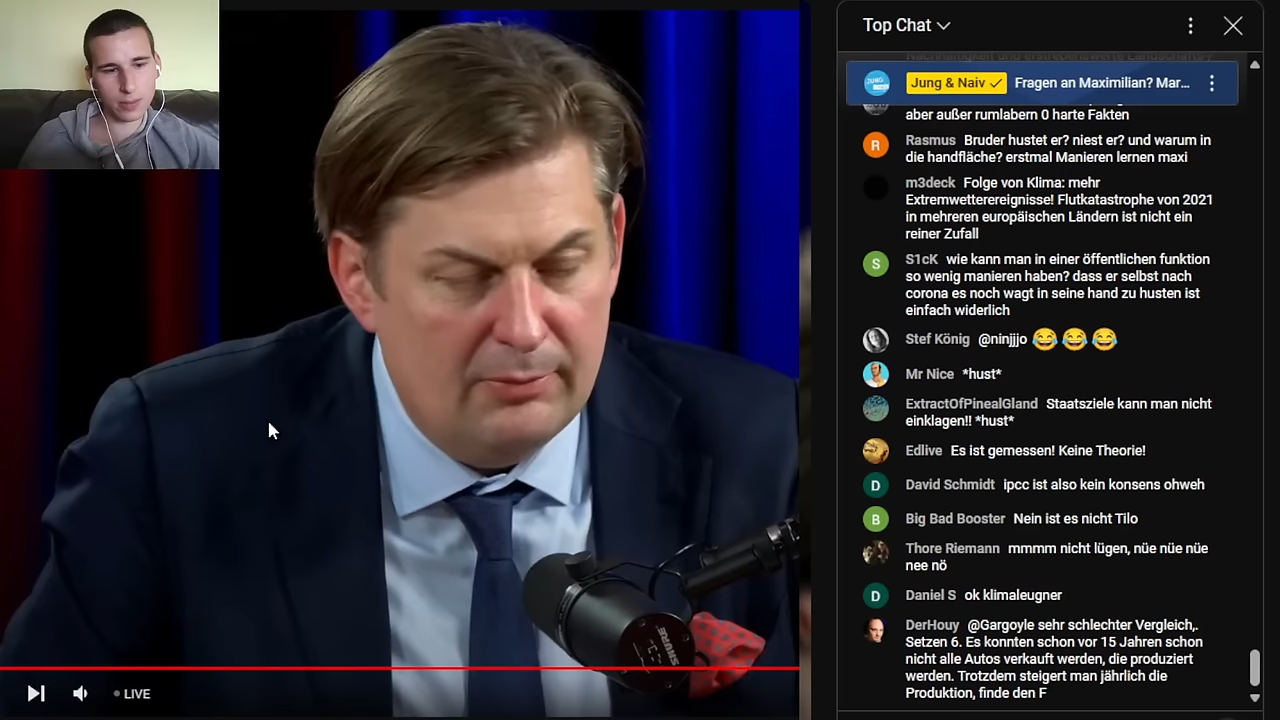 Top Chat
Nachhaltigkeit und erstrebenswerte Landschaft?
Jung & Naiv Fragen an Maximilian? Mar...
aber außer rumlabern 0 harte Fakten
Rasmus Bruder hustet er? niest er? und warum in
die handfläche? erstmal Manieren lernen maxi
m3deck Folge von Klima: mehr
Extremwetterereignisse! Flutkatastrophe von 2021
in mehreren europäischen Ländern ist nicht ein
reiner Zufall
S
S1cK wie kann man in einer öffentlichen funktion
so wenig manieren haben? dass er selbst nach
corona es noch wagt in seine hand zu husten ist
einfach widerlich
Stef König @ninjjjo 😂😂😂
Mr Nice *hust*
ExtractOfPinealGland Staatsziele kann man nicht
einklagen!! *hust*
Edlive Es ist gemessen! Keine Theorie!
D
David Schmidt ipcc ist also kein konsens ohweh
B
Big Bad Booster Nein ist es nicht Tilo
Thore Riemann mmmm nicht lügen, nüe nüe nüe
nee nö
D
Daniel S ok klimaleugner
DerHouy @Gargoyle sehr schlechter Vergleich,.
Setzen 6. Es konnten schon vor 15 Jahren schon
nicht alle Autos verkauft werden, die produziert
werden. Trotzdem steigert man jährlich die
Produktion, finde den F
SHURE
LIVE